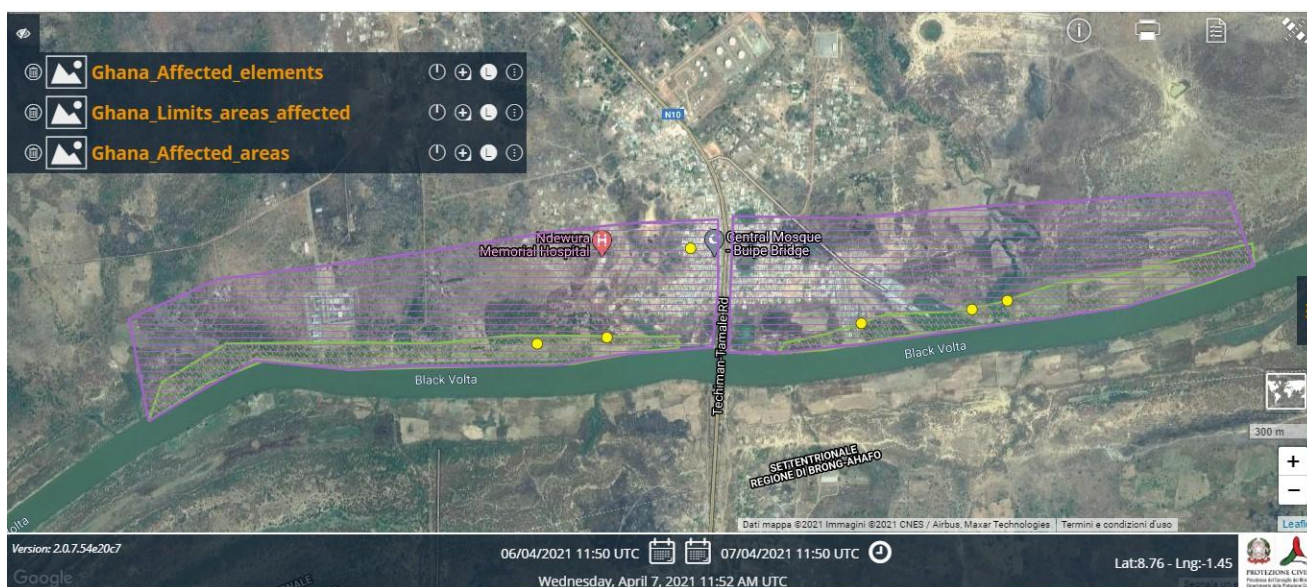 Ghana_Affected_elements
L
Ghana_Limits_areas_affected
L
Ghana_Affected_areas
L
N10
Ndewura
Memorial Hospital
H
Central Mosque
- Buipe Bridge
Techiman-Tamale Rd
Black Volta
Black Volta
SETTENTRIONALE
REGIONE DI BRONG-AHAFO
300 m
+
−
Dati mappa ©2021 Immagini ©2021 CNES / Airbus, Maxar Technologies
Termini e condizioni d'uso
Leafl
Version: 2.0.7.54e20c7
06/04/2021 11:50 UTC
07/04/2021 11:50 UTC
Wednesday, April 7, 2021 11:52 AM UTC
Lat:8.76 - Lng:-1.45
Google
PROTEZIONE CIVI